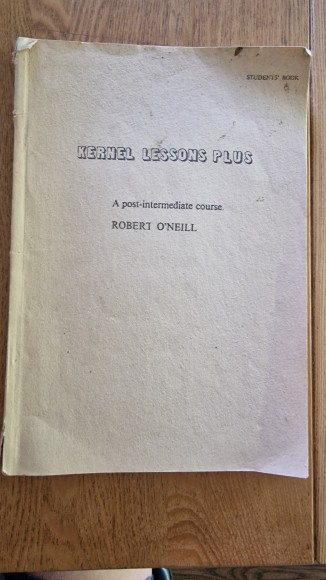 STUDENTS' BOOK
KERNEL LESSONS PLUS
A post-intermediate course.
ROBERT O'NEILL